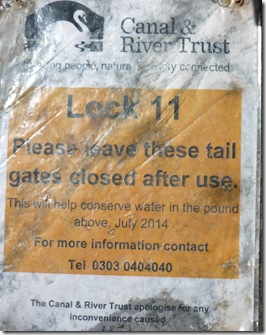 Canal &
River Trust
Keeping people, nature & history connected
Lock 11
Please leave these tail
gates closed after use.
This will help conserve water in the pound
above, July 2014
For more information contact
Tel 0303 0404040
The Canal & River Trust apologise for any
inconvenience caused.